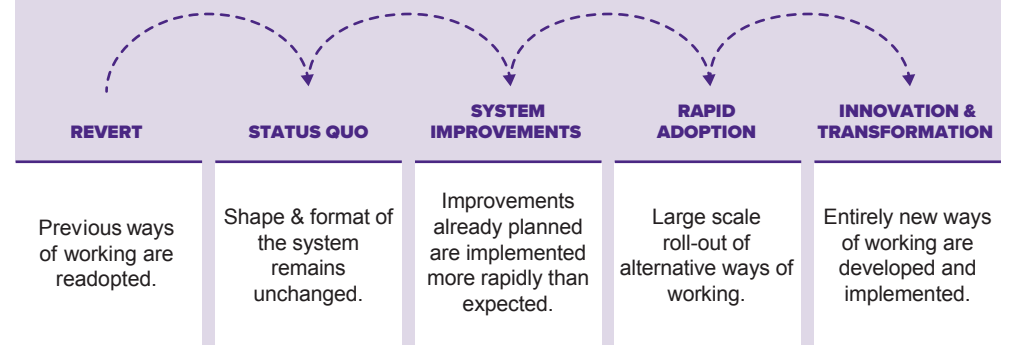 REVERT
STATUS QUO
SYSTEM
IMPROVEMENTS
RAPID
ADOPTION
INNOVATION &
TRANSFORMATION
Previous ways
of working are
readopted.
Shape & format of
the system
remains
unchanged.
Improvements
already planned
are implemented
more rapidly than
expected.
Large scale
roll-out of
alternative ways of
working.
Entirely new ways
of working are
developed and
implemented.